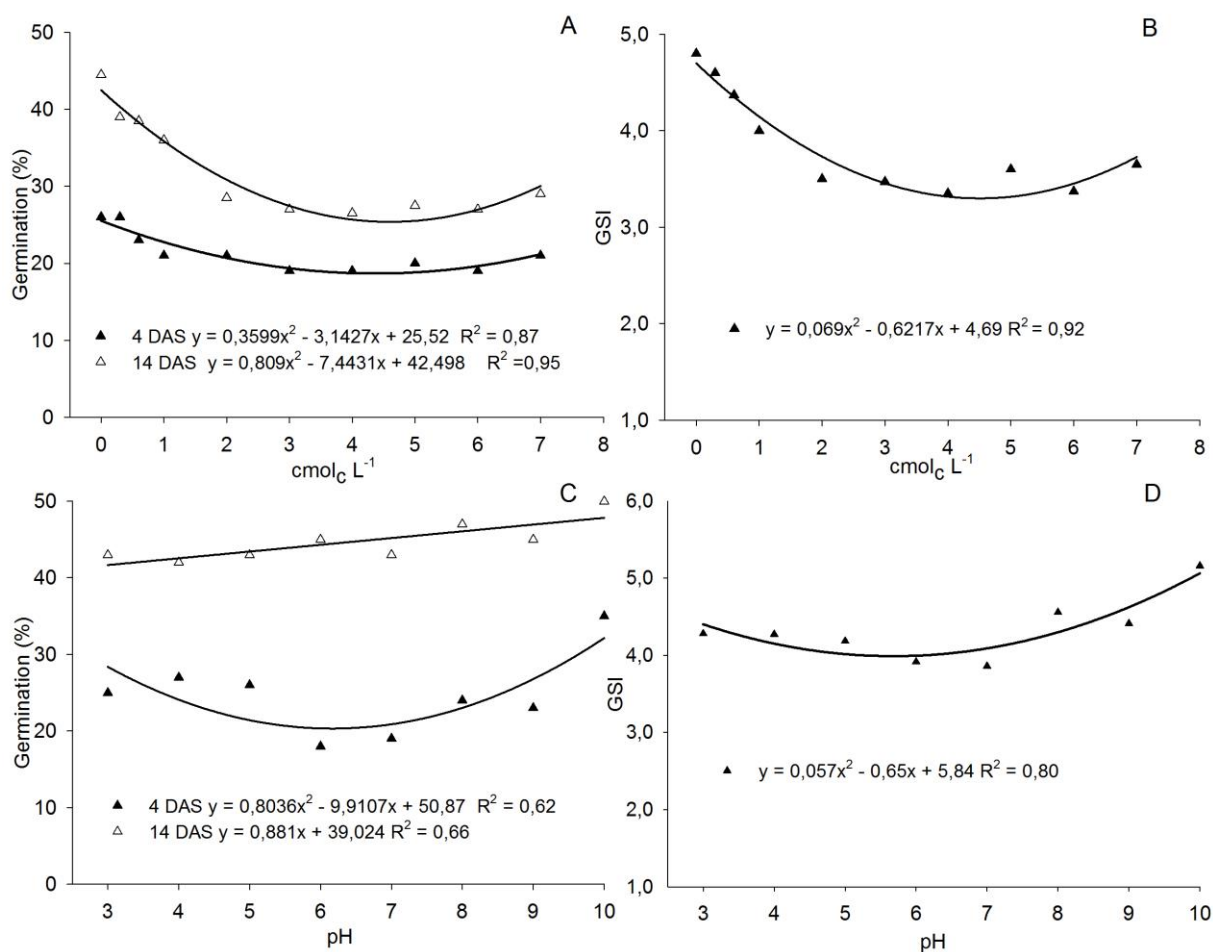 A
50
40
30
20
10
0
Germination (%)
▲ 4 DAS y = 0,3599x² - 3,1427x + 25,52 R² = 0,87
△ 14 DAS y = 0,809x² - 7,4431x + 42,498 R² =0,95
0 1 2 3 4 5 6 7 8
cmolc L⁻¹
B
5,0
4,0
3,0
2,0
1,0
GSI
▲ y = 0,069x² - 0,6217x + 4,69 R² = 0,92
0 1 2 3 4 5 6 7 8
cmolc L⁻¹
C
50
40
30
20
10
0
Germination (%)
▲ 4 DAS y = 0,8036x² - 9,9107x + 50,87 R² = 0,62
△ 14 DAS y = 0,881x + 39,024 R² = 0,66
3 4 5 6 7 8 9 10
pH
D
6,0
5,0
4,0
3,0
2,0
1,0
GSI
▲ y = 0,057x² - 0,65x + 5,84 R² = 0,80
3 4 5 6 7 8 9 10
pH